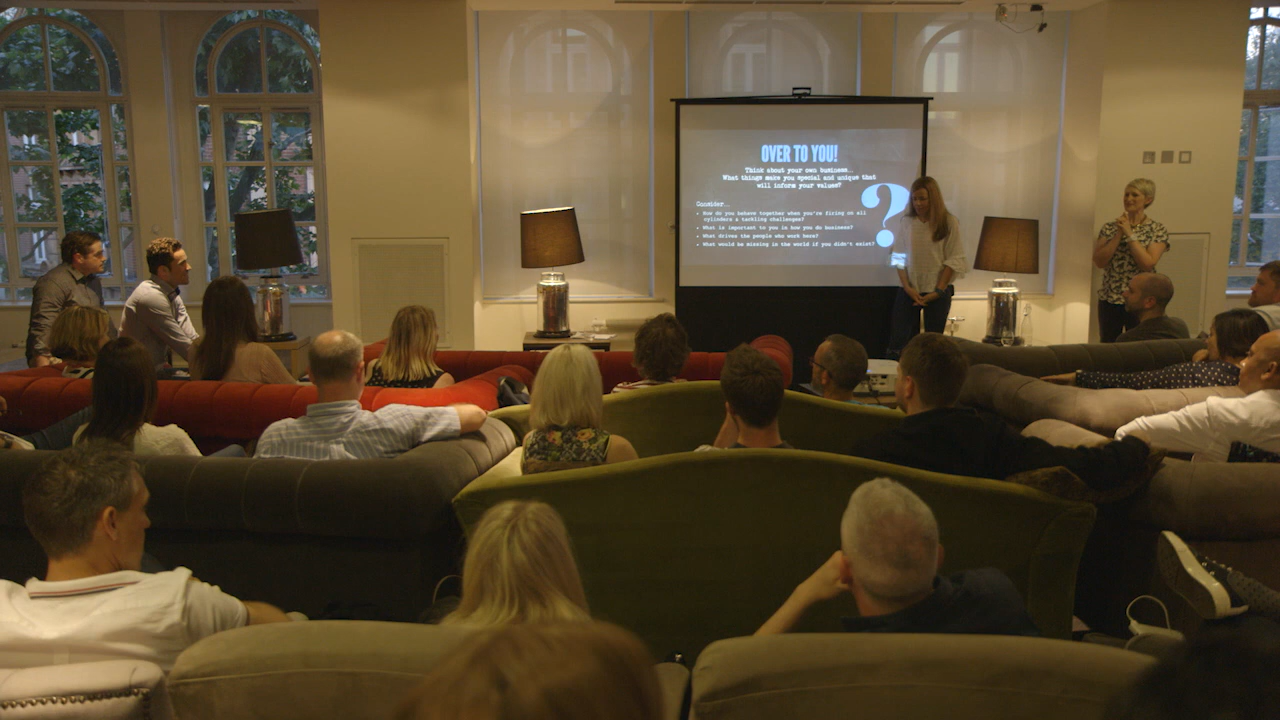 OVER TO YOU!
Think about your own business...
What things make you special and unique that
will inform your values?
Consider...
• How do you behave together when you're firing on all
cylinders & tackling challenges?
• What is important to you in how you do business?
• What drives the people who work here?
• What would be missing in the world if you didn't exist?
?